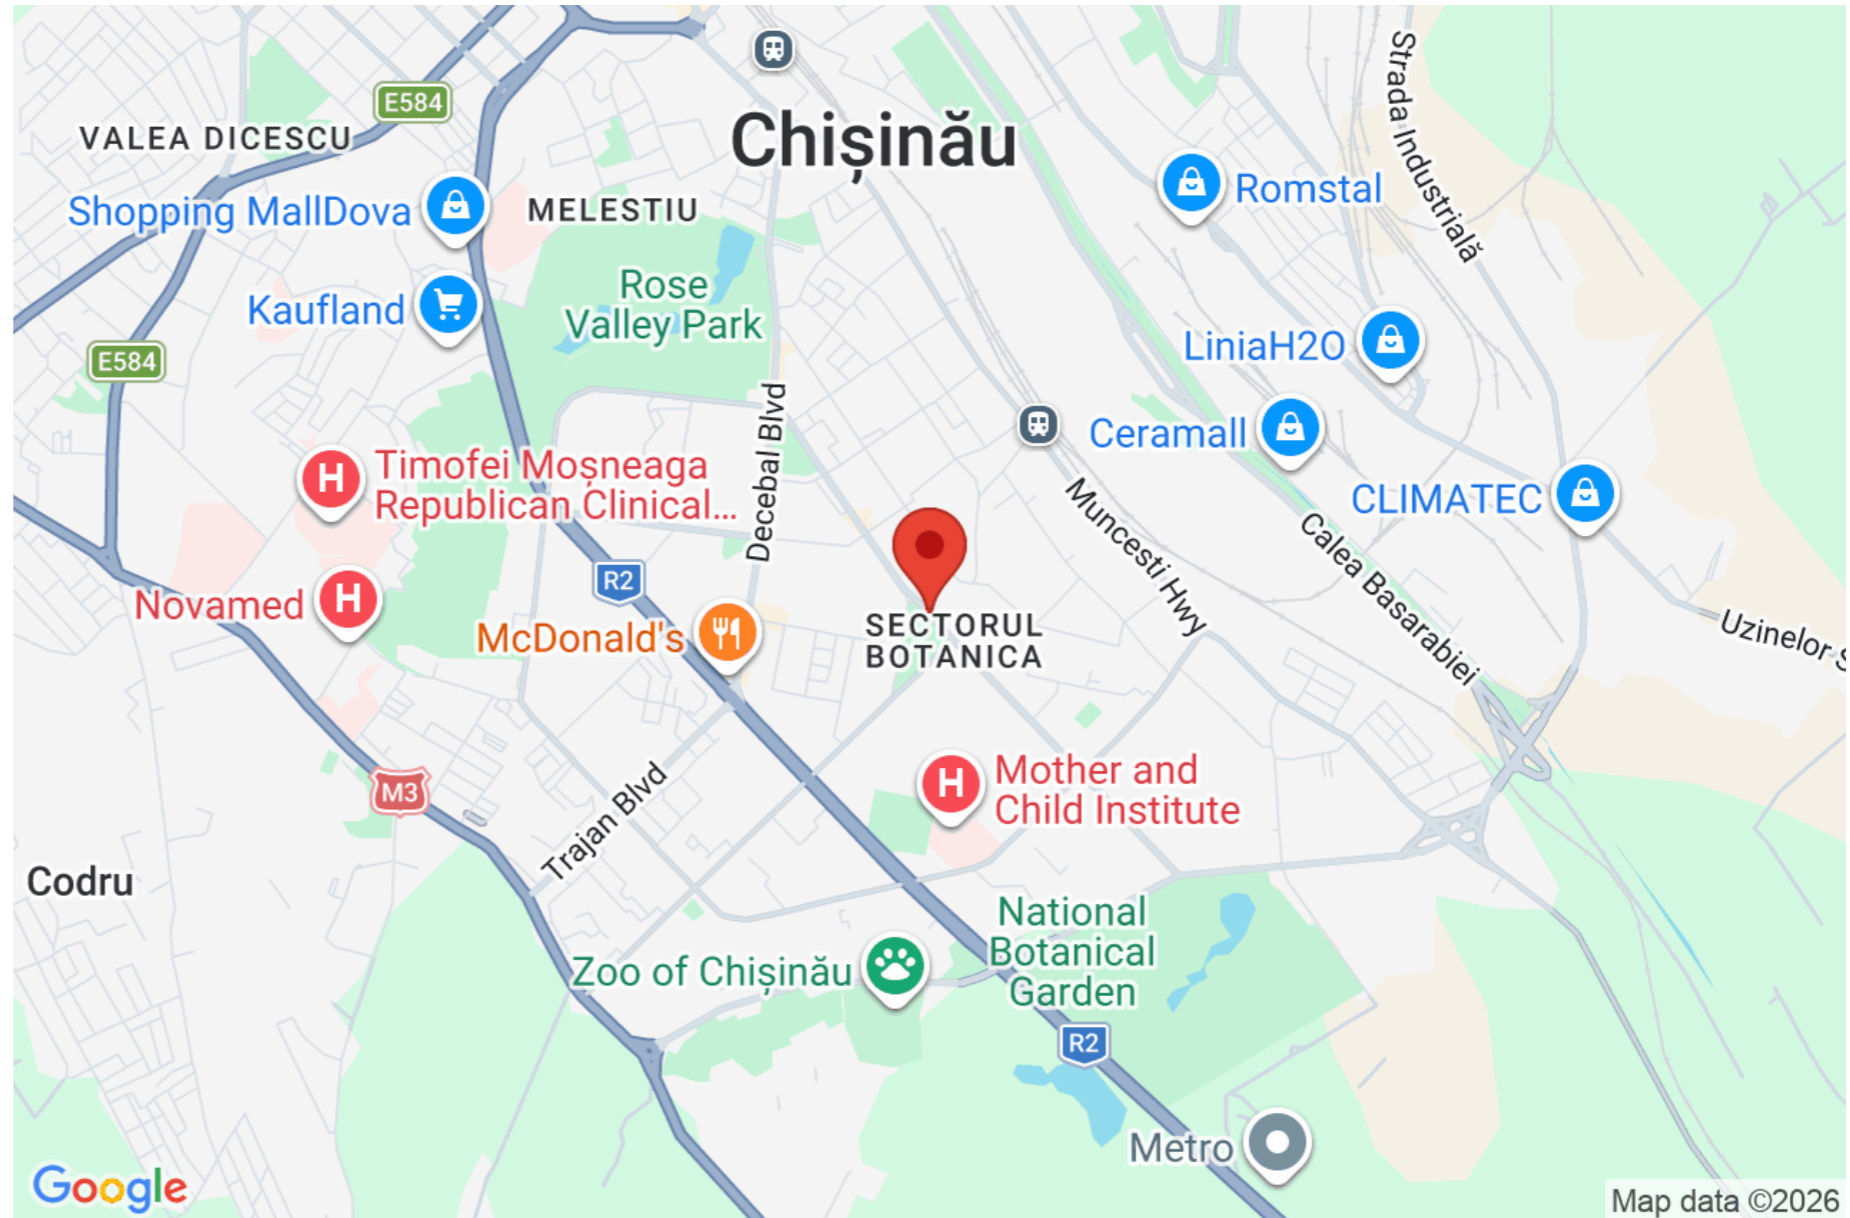 E584
VALEA DICESCU
Chișinău
Shopping MallDova
MELESTIU
Romstal
Strada Industrială
Rose
Valley Park
Kaufland
E584
LiniaH2O
Decebal Blvd
Ceramall
Timofei Moșneaga
Republican Clinical...
CLIMATEC
Muncesti Hwy
Calea Basarabiei
R2
Novamed
McDonald's
SECTORUL
BOTANICA
Uzinelor S
M3
Trajan Blvd
Mother and
Child Institute
Codru
National
Botanical
Garden
Zoo of Chișinău
R2
Metro
Google
Map data ©2026